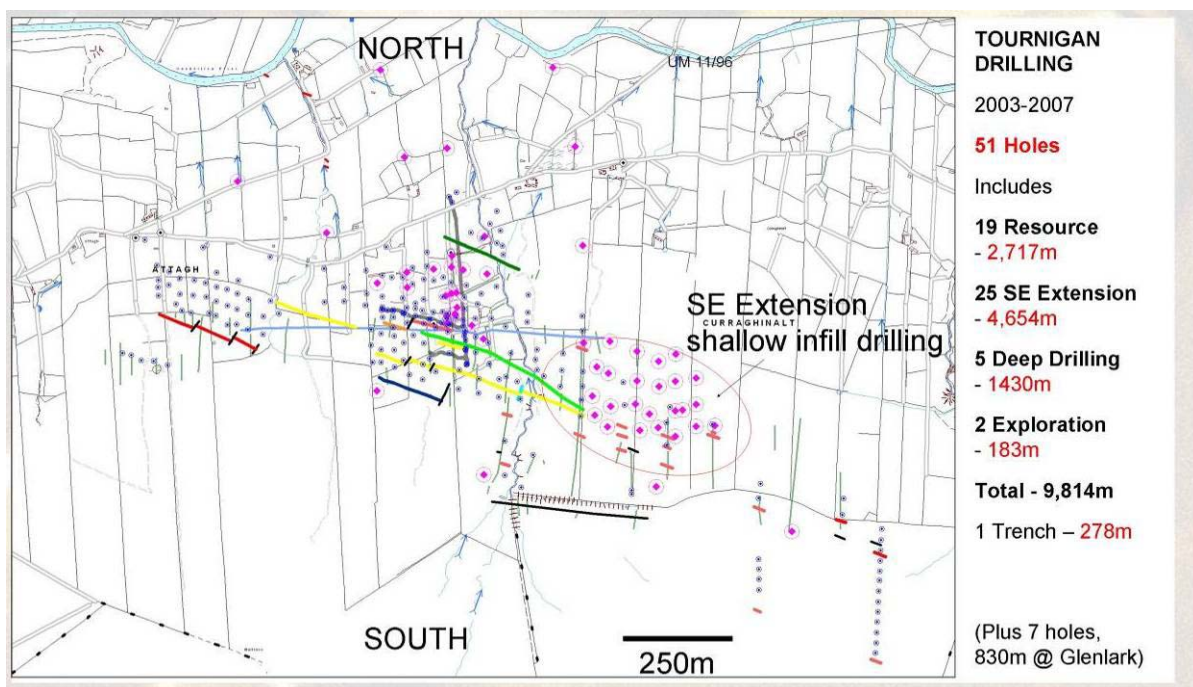 NORTH
UM 11/96
ATTAGH
SE Extension
CURRAGHINALT
shallow infill drilling
SOUTH
250m
TOURNIGAN
DRILLING
2003-2007
51 Holes
Includes
19 Resource
- 2,717m
25 SE Extension
- 4,654m
5 Deep Drilling
- 1430m
2 Exploration
- 183m
Total - 9,814m
1 Trench – 278m
(Plus 7 holes,
830m @ Glenlark)